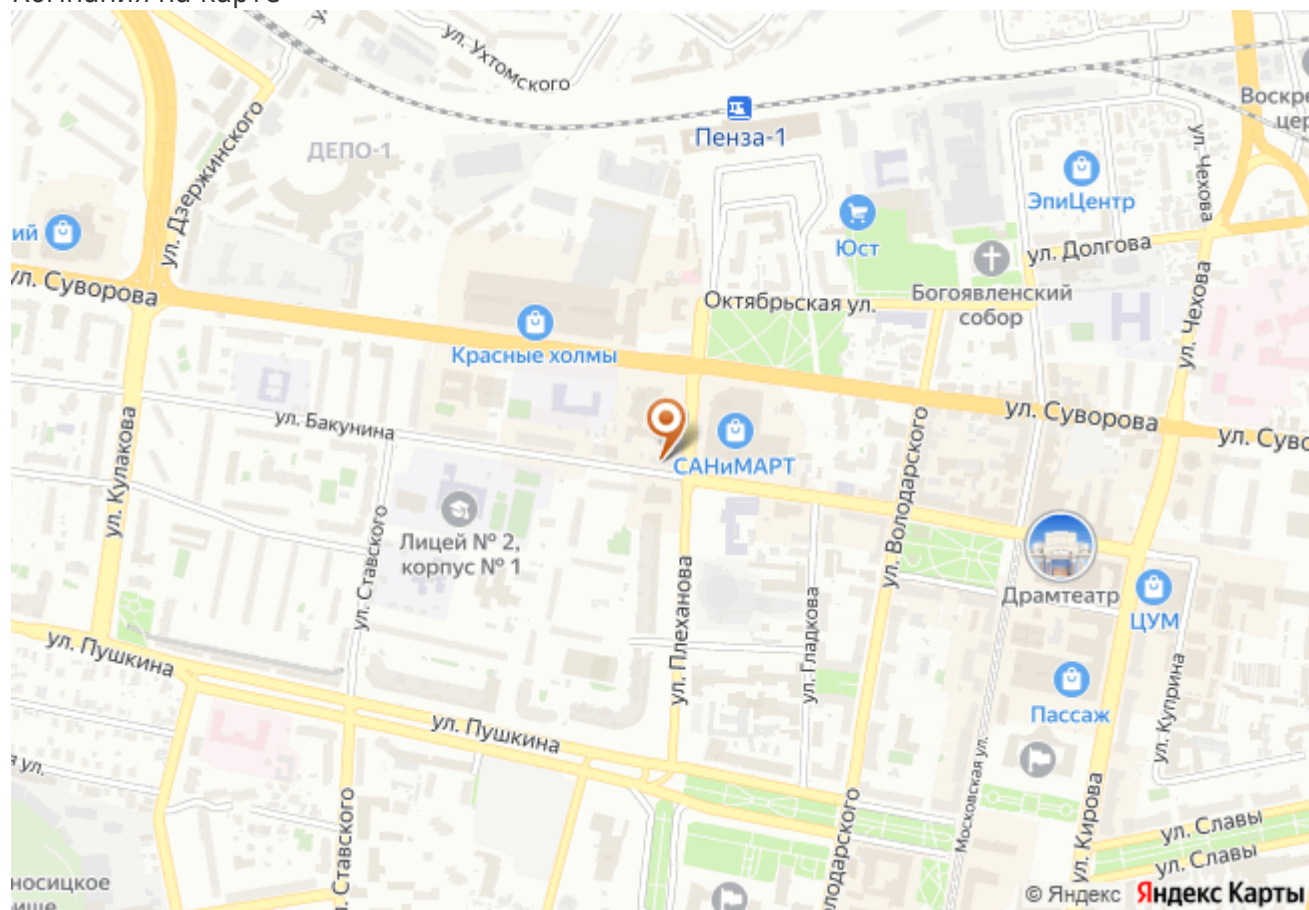 ул. Ухтомского
Пенза-1
ул. Дзержинского
ДЕПО-1
ул. Чехова
ЭпиЦентр
ий
Юст
ул. Долгова
ул. Суворова
Октябрьская ул.
Богоявленский
собор
ул. Чехова
Красные холмы
ул. Суворова
ул. Бакунина
САНиМАРТ
ул. Кулакова
ул. Ставского
Лицей № 2,
корпус № 1
ул. Володарского
ул. Плеханова
ул. Гладкова
Драмтеатр
ЦУМ
ул. Пушкина
ул. Пушкина
Пассаж
ул. Куприна
Московская ул.
ул. Кирова
ул. Славы
ул. Славы
© Яндекс Яндекс Карты